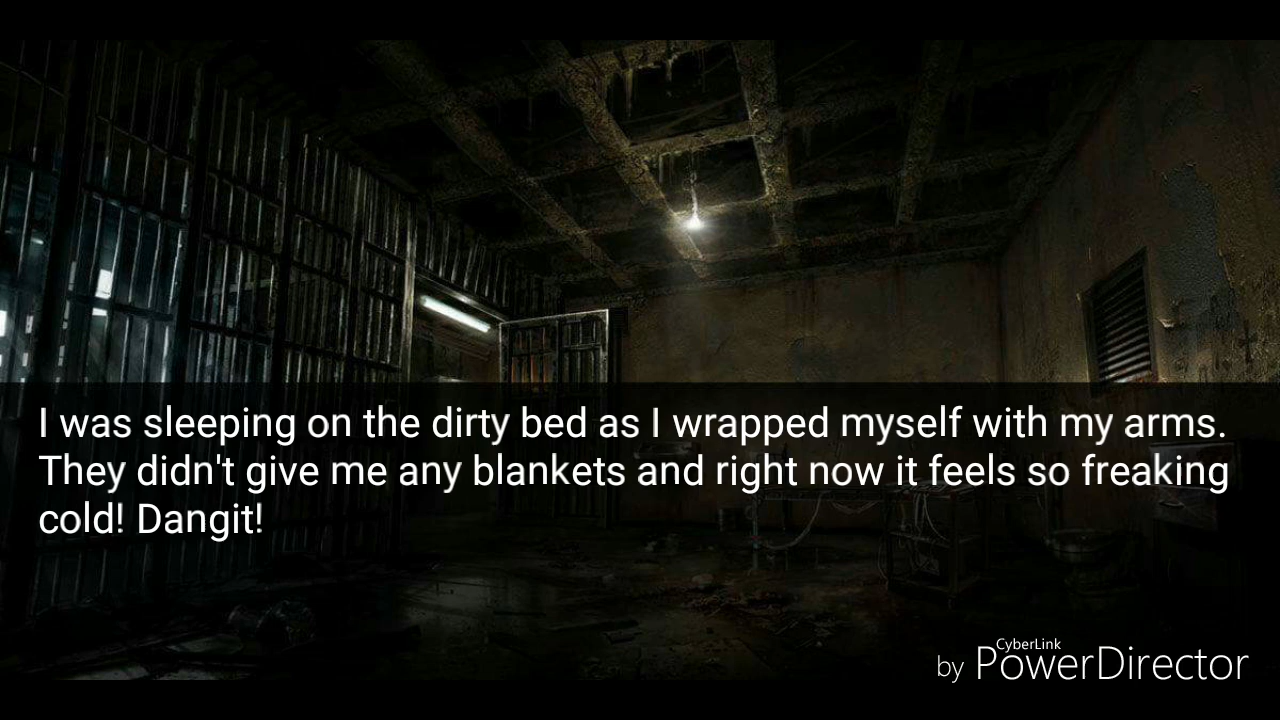 I was sleeping on the dirty bed as I wrapped myself with my arms.
They didn't give me any blankets and right now it feels so freaking
cold! Dangit!
CyberLink
by PowerDirector